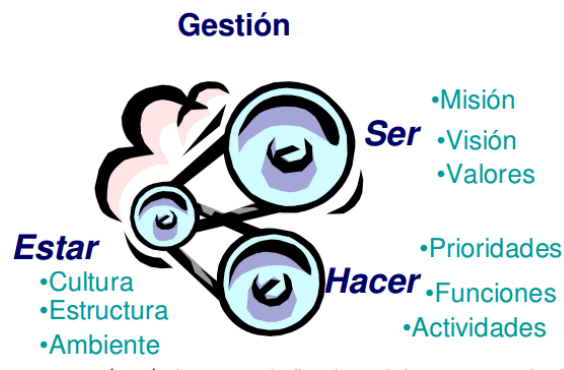 Gestión
Ser
•Misión
•Visión
•Valores
Estar
•Cultura
•Estructura
•Ambiente
Hacer
•Prioridades
•Funciones
•Actividades